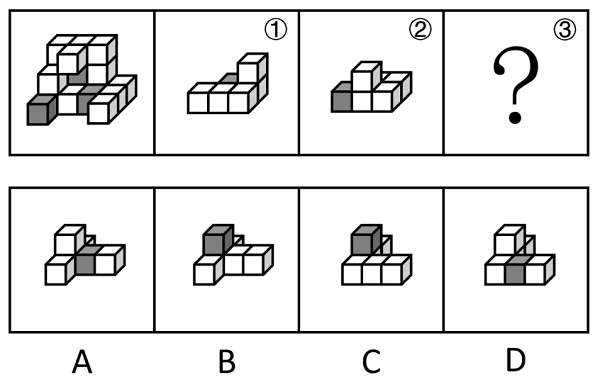 ① ② ③
?
A B C D